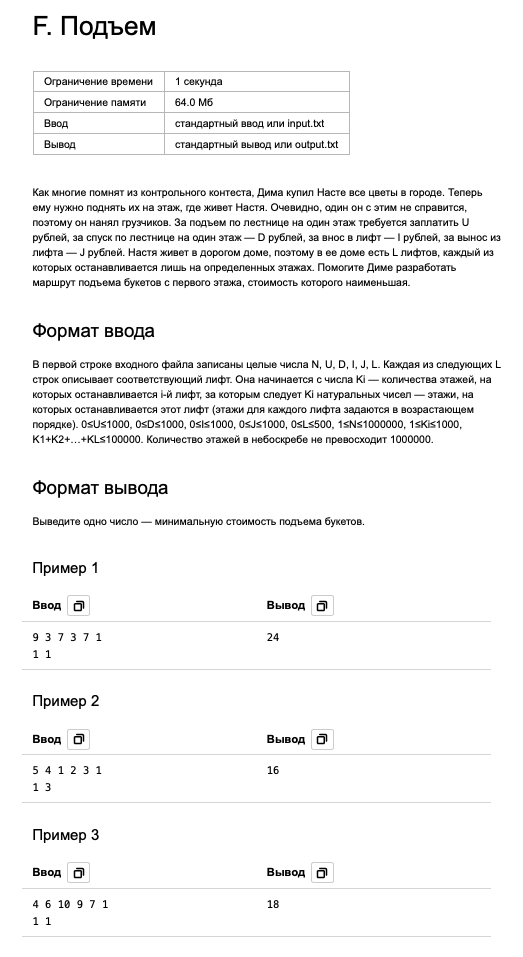 F. Подъем
Ограничение времени 1 секунда
Ограничение памяти 64.0 Мб
Ввод стандартный ввод или input.txt
Вывод стандартный вывод или output.txt
Как многие помнят из контрольного контеста, Дима купил Насте все цветы в городе. Теперь
ему нужно поднять их на этаж, где живет Настя. Очевидно, один он с этим не справится,
поэтому он нанял грузчиков. За подъем по лестнице на один этаж требуется заплатить U
рублей, за спуск по лестнице на один этаж — D рублей, за внос в лифт — I рублей, за вынос из
лифта — J рублей. Настя живет в дорогом доме, поэтому в ее доме есть L лифтов, каждый из
которых останавливается лишь на определенных этажах. Помогите Диме разработать
маршрут подъема букетов с первого этажа, стоимость которого наименьшая.
Формат ввода
В первой строке входного файла записаны целые числа N, U, D, I, J, L. Каждая из следующих L
строк описывает соответствующий лифт. Она начинается с числа Ki — количества этажей, на
которых останавливается i-й лифт, за которым следует Ki натуральных чисел — этажи, на
которых останавливается этот лифт (этажи для каждого лифта задаются в возрастающем
порядке). 0≤U≤1000, 0≤D≤1000, 0≤I≤1000, 0≤J≤1000, 0≤L≤500, 1≤N≤1000000, 1≤Ki≤1000,
K1+K2+…+KL≤100000. Количество этажей в небоскребе не превосходит 1000000.
Формат вывода
Выведите одно число — минимальную стоимость подъема букетов.
Пример 1
Ввод Вывод
9 3 7 3 7 1 24
1 1
Пример 2
Ввод Вывод
5 4 1 2 3 1 16
1 3
Пример 3
Ввод Вывод
4 6 10 9 7 1 18
1 1